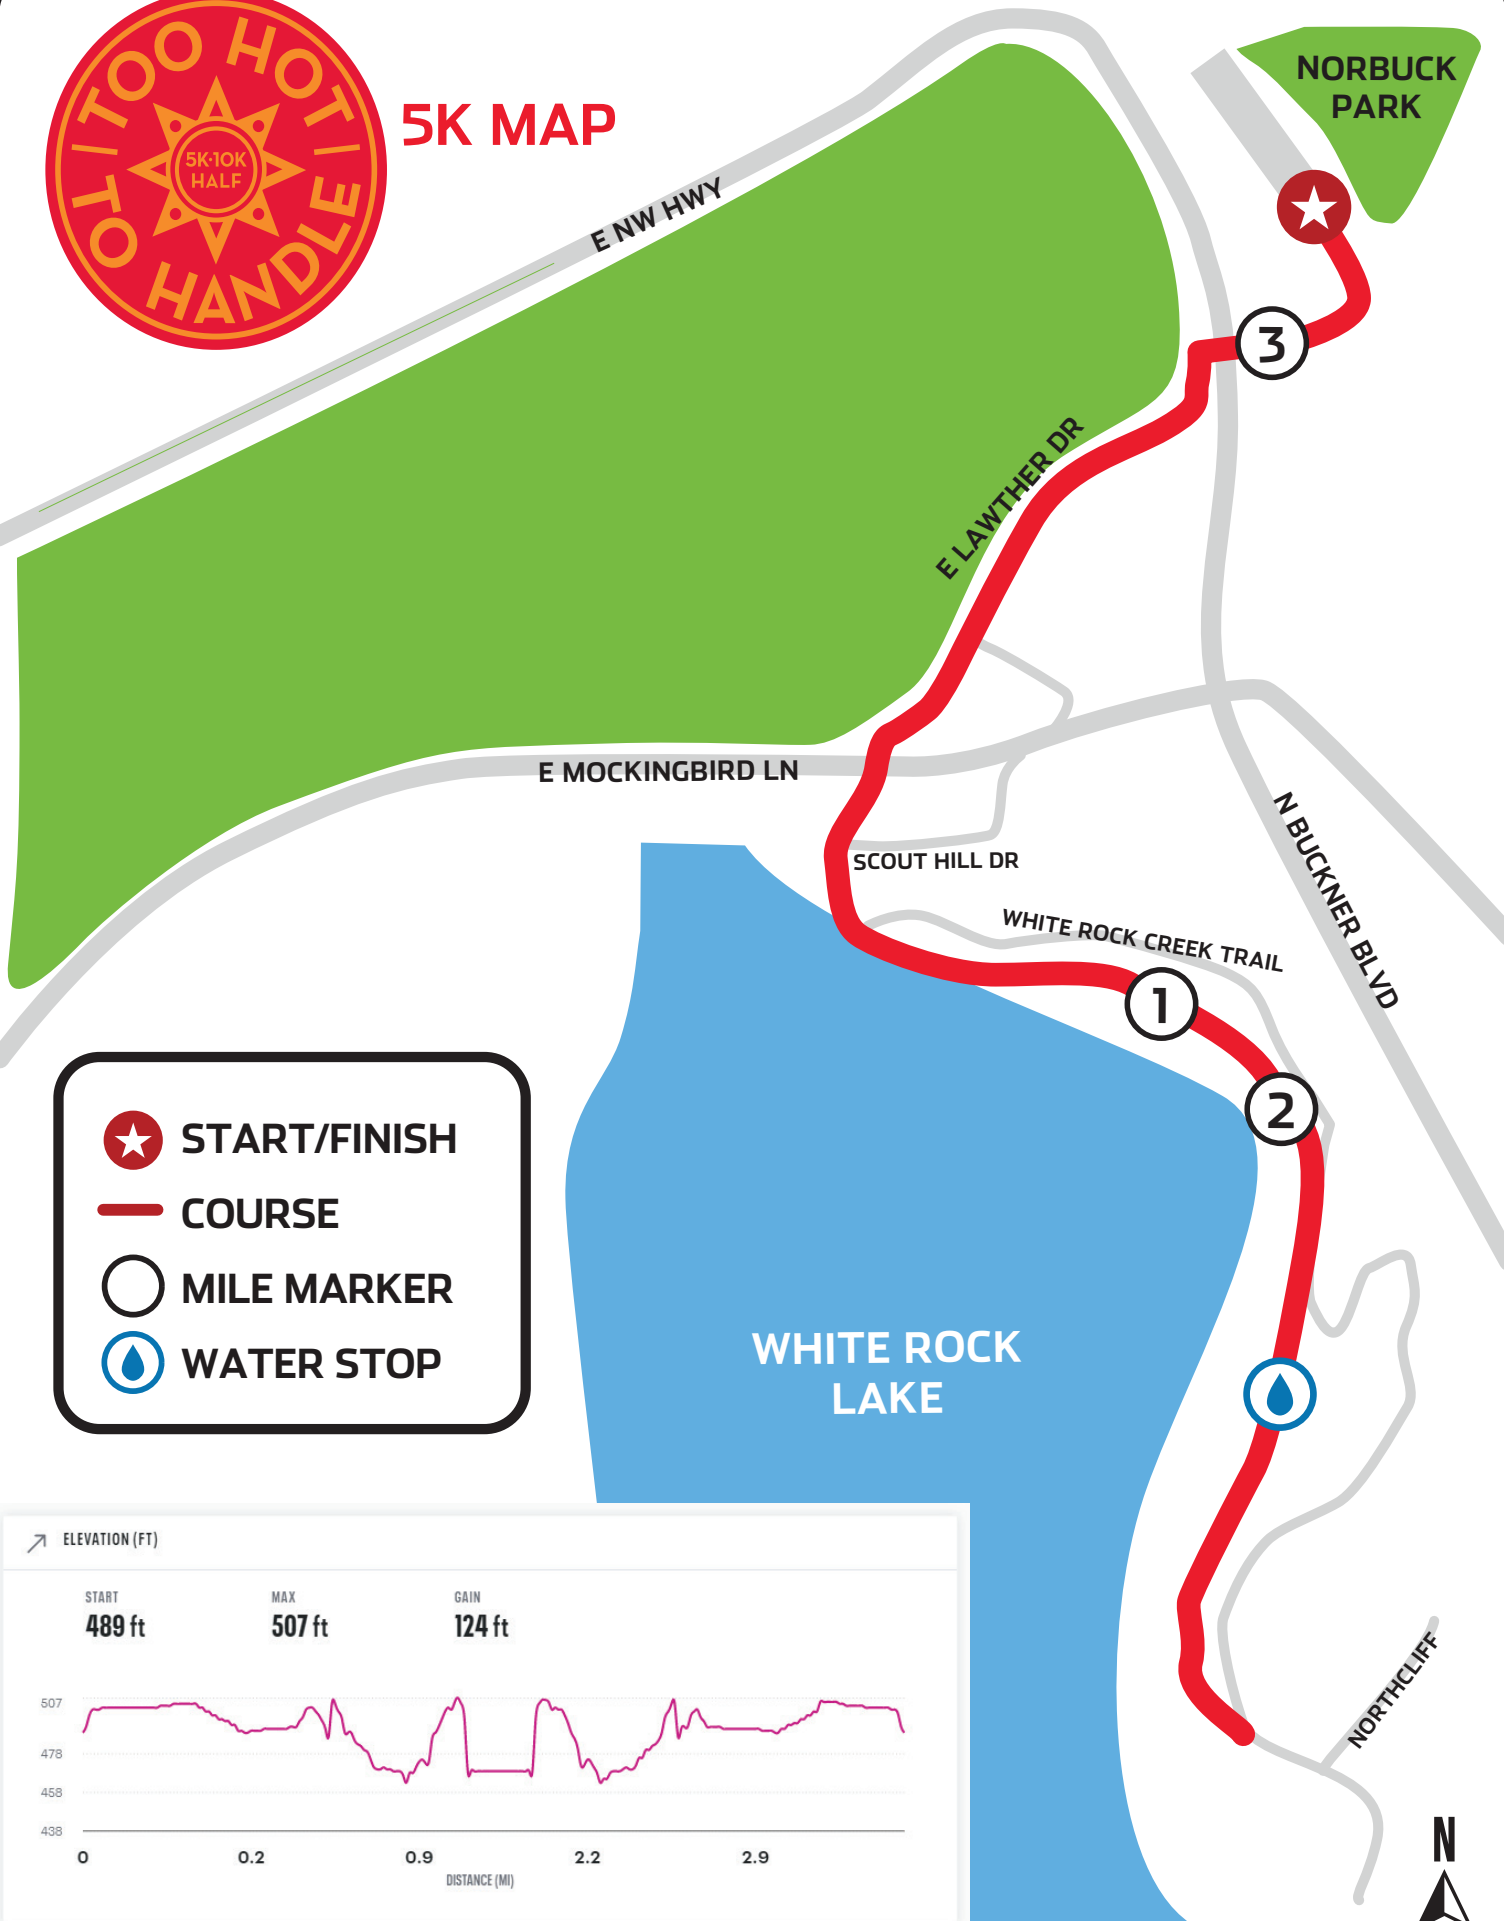 TOO HOT
TO HANDLE
5K·10K
HALF
5K MAP
NORBUCK
PARK
E NW HWY
3
E LAWTHER DR
E MOCKINGBIRD LN
SCOUT HILL DR
WHITE ROCK CREEK TRAIL
N BUCKNER BLVD
1
2
START/FINISH
COURSE
MILE MARKER
WATER STOP
WHITE ROCK
LAKE
NORTHCLIFF
N
ELEVATION (FT)
START MAX GAIN
489 ft 507 ft 124 ft
507
478
458
438
0 0.2 0.9 2.2 2.9
DISTANCE (MI)